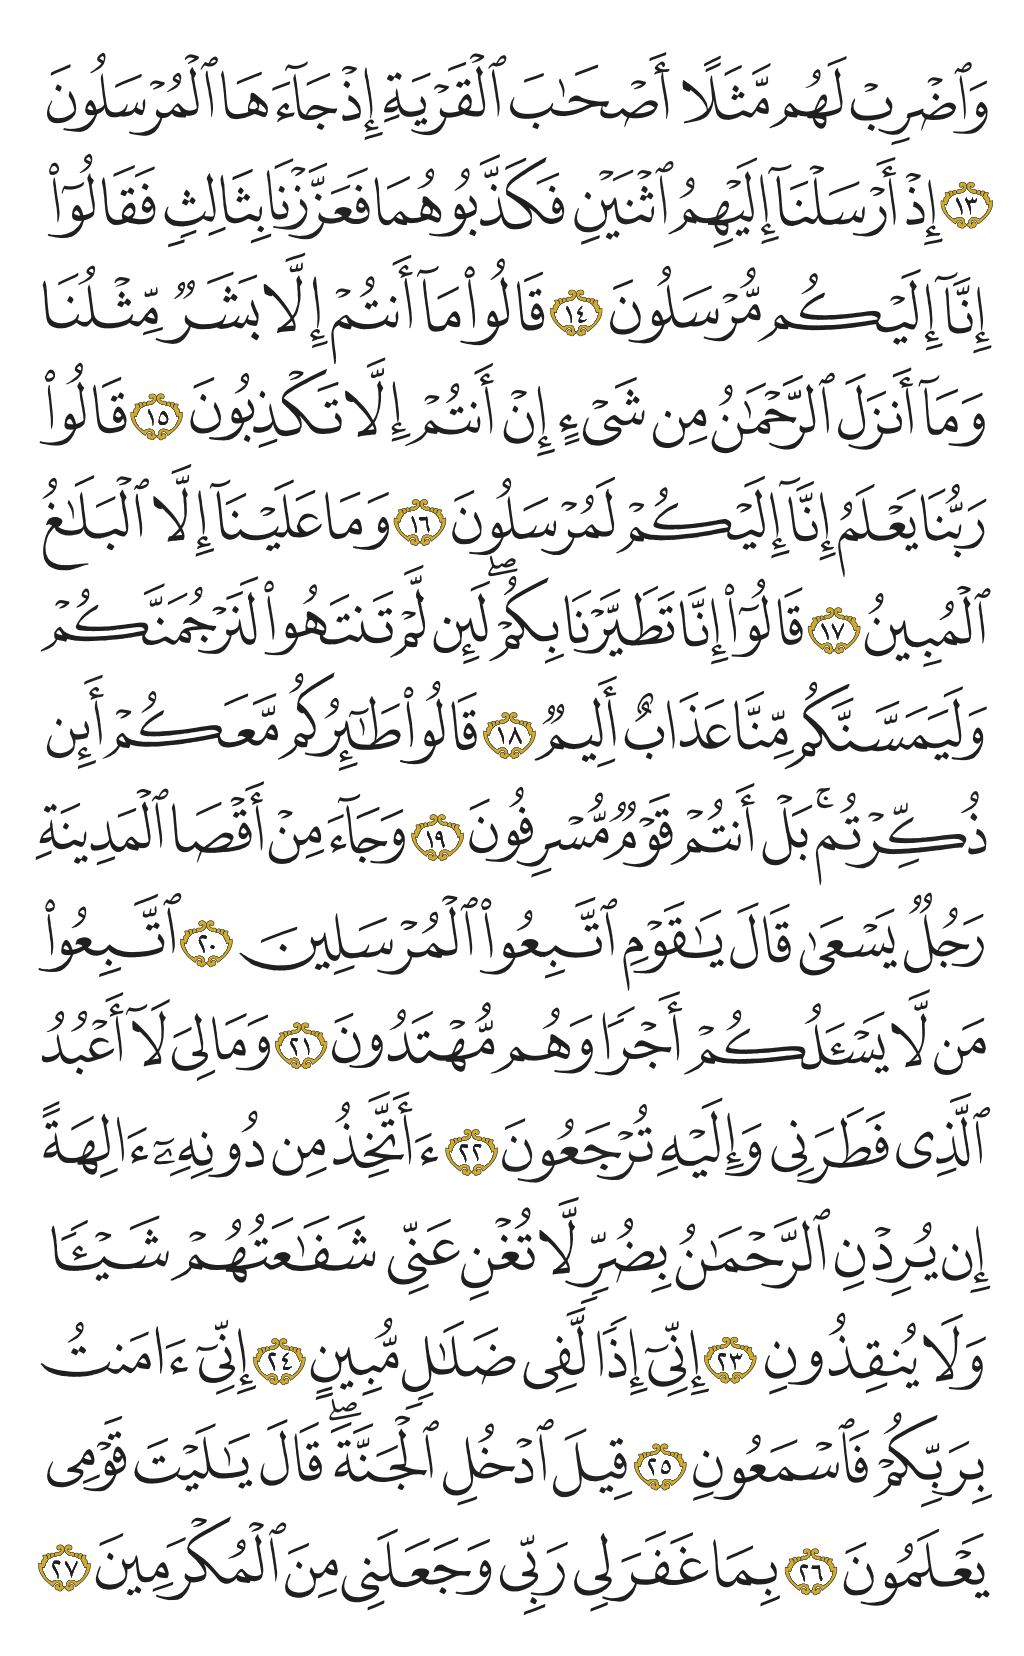 وَٱضۡرِبۡ لَهُم مَّثَلًا أَصۡحَٰبَ ٱلۡقَرۡيَةِ إِذۡ جَآءَهَا ٱلۡمُرۡسَلُونَ
١٣ إِذۡ أَرۡسَلۡنَآ إِلَيۡهِمُ ٱثۡنَيۡنِ فَكَذَّبُوهُمَا فَعَزَّزۡنَا بِثَالِثٖ فَقَالُوٓاْ
إِنَّآ إِلَيۡكُم مُّرۡسَلُونَ ١٤ قَالُواْ مَآ أَنتُمۡ إِلَّا بَشَرٞ مِّثۡلُنَا
وَمَآ أَنزَلَ ٱلرَّحۡمَٰنُ مِن شَيۡءٍ إِنۡ أَنتُمۡ إِلَّا تَكۡذِبُونَ ١٥ قَالُواْ
رَبُّنَا يَعۡلَمُ إِنَّآ إِلَيۡكُمۡ لَمُرۡسَلُونَ ١٦ وَمَا عَلَيۡنَآ إِلَّا ٱلۡبَلَٰغُ
ٱلۡمُبِينُ ١٧ قَالُوٓاْ إِنَّا تَطَيَّرۡنَا بِكُمۡۖ لَئِن لَّمۡ تَنتَهُواْ لَنَرۡجُمَنَّكُمۡ
وَلَيَمَسَّنَّكُم مِّنَّا عَذَابٌ أَلِيمٞ ١٨ قَالُواْ طَٰٓئِرُكُم مَّعَكُمۡ أَئِن
ذُكِّرۡتُمۚ بَلۡ أَنتُمۡ قَوۡمٞ مُّسۡرِفُونَ ١٩ وَجَآءَ مِنۡ أَقۡصَا ٱلۡمَدِينَةِ
رَجُلٞ يَسۡعَىٰ قَالَ يَٰقَوۡمِ ٱتَّبِعُواْ ٱلۡمُرۡسَلِينَ ٢٠ ٱتَّبِعُواْ
مَن لَّا يَسۡـَٔلُكُمۡ أَجۡرٗا وَهُم مُّهۡتَدُونَ ٢١ وَمَالِيَ لَآ أَعۡبُدُ
ٱلَّذِي فَطَرَنِي وَإِلَيۡهِ تُرۡجَعُونَ ٢٢ ءَأَتَّخِذُ مِن دُونِهِۦٓ ءَالِهَةً
إِن يُرِدۡنِ ٱلرَّحۡمَٰنُ بِضُرّٖ لَّا تُغۡنِ عَنِّي شَفَٰعَتُهُمۡ شَيۡـٔٗا
وَلَا يُنقِذُونِ ٢٣ إِنِّيٓ إِذٗا لَّفِي ضَلَٰلٖ مُّبِينٍ ٢٤ إِنِّيٓ ءَامَنتُ
بِرَبِّكُمۡ فَٱسۡمَعُونِ ٢٥ قِيلَ ٱدۡخُلِ ٱلۡجَنَّةَۖ قَالَ يَٰلَيۡتَ قَوۡمِي
يَعۡلَمُونَ ٢٦ بِمَا غَفَرَ لِي رَبِّي وَجَعَلَنِي مِنَ ٱلۡمُكۡرَمِينَ ٢٧